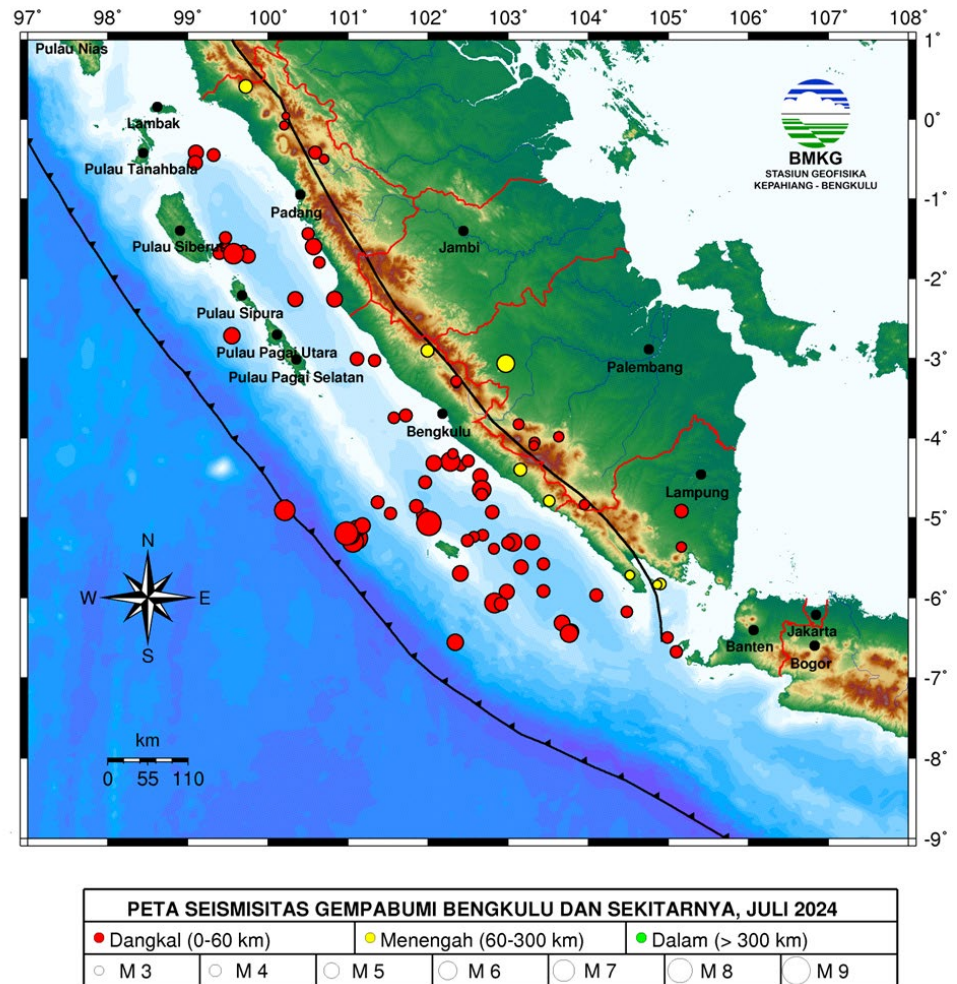 97° 98° 99° 100° 101° 102° 103° 104° 105° 106° 107° 108°
1°
0°
-1°
-2°
-3°
-4°
-5°
-6°
-7°
-8°
-9°
Pulau Nias
Lambak
Pulau Tanahbala
Padang
Pulau Siberut
Jambi
Pulau Sipura
Pulau Pagai Utara
Pulau Pagai Selatan
Palembang
Bengkulu
Lampung
Banten
Jakarta
Bogor
BMKG
STASIUN GEOFISIKA
KEPAHIANG - BENGKULU
N
W E
S
km
0 55 110
PETA SEISMISITAS GEMPABUMI BENGKULU DAN SEKITARNYA, JULI 2024
Dangkal (0-60 km) Menengah (60-300 km) Dalam (> 300 km)
M 3 M 4 M 5 M 6 M 7 M 8 M 9